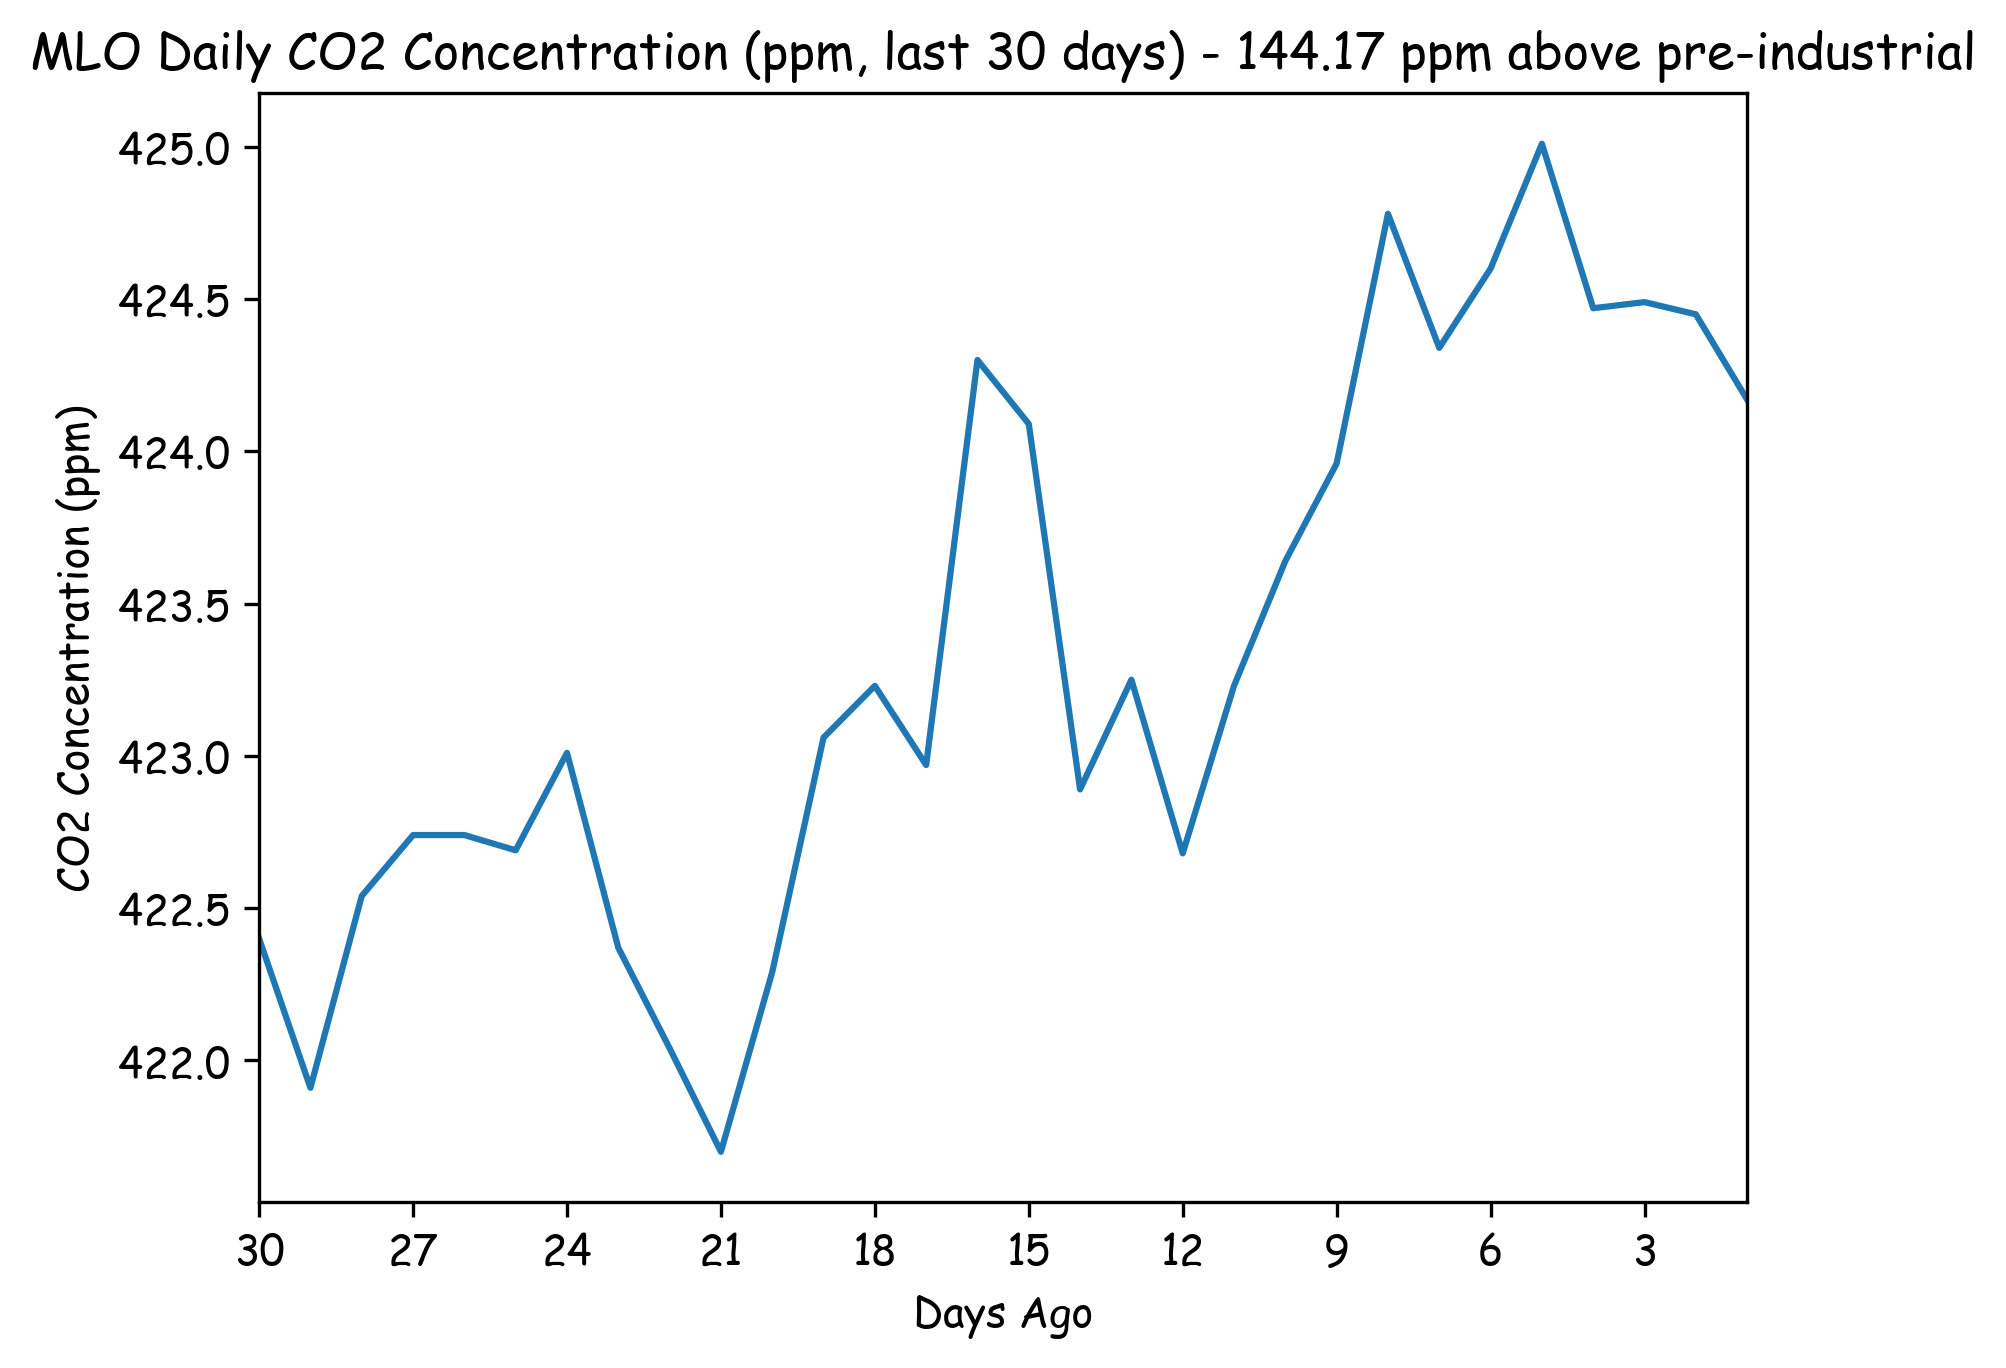 MLO Daily CO2 Concentration (ppm, last 30 days) - 144.17 ppm above pre-industrial
CO2 Concentration (ppm)
425.0
424.5
424.0
423.5
423.0
422.5
422.0
30 27 24 21 18 15 12 9 6 3
Days Ago